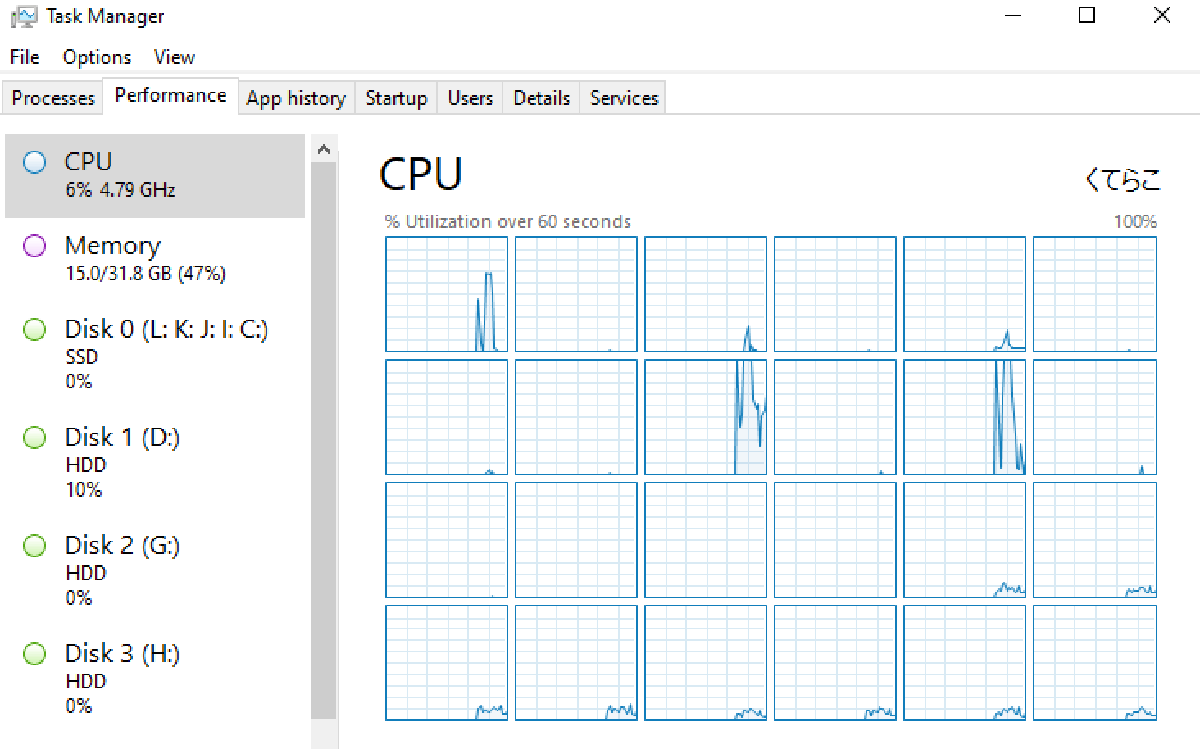 Task Manager
File Options View
Processes Performance App history Startup Users Details Services
CPU
6% 4.79 GHz
Memory
15.0/31.8 GB (47%)
Disk 0 (L: K: J: I: C:)
SSD
0%
Disk 1 (D:)
HDD
10%
Disk 2 (G:)
HDD
0%
Disk 3 (H:)
HDD
0%
CPU
くてらこ
% Utilization over 60 seconds 100%